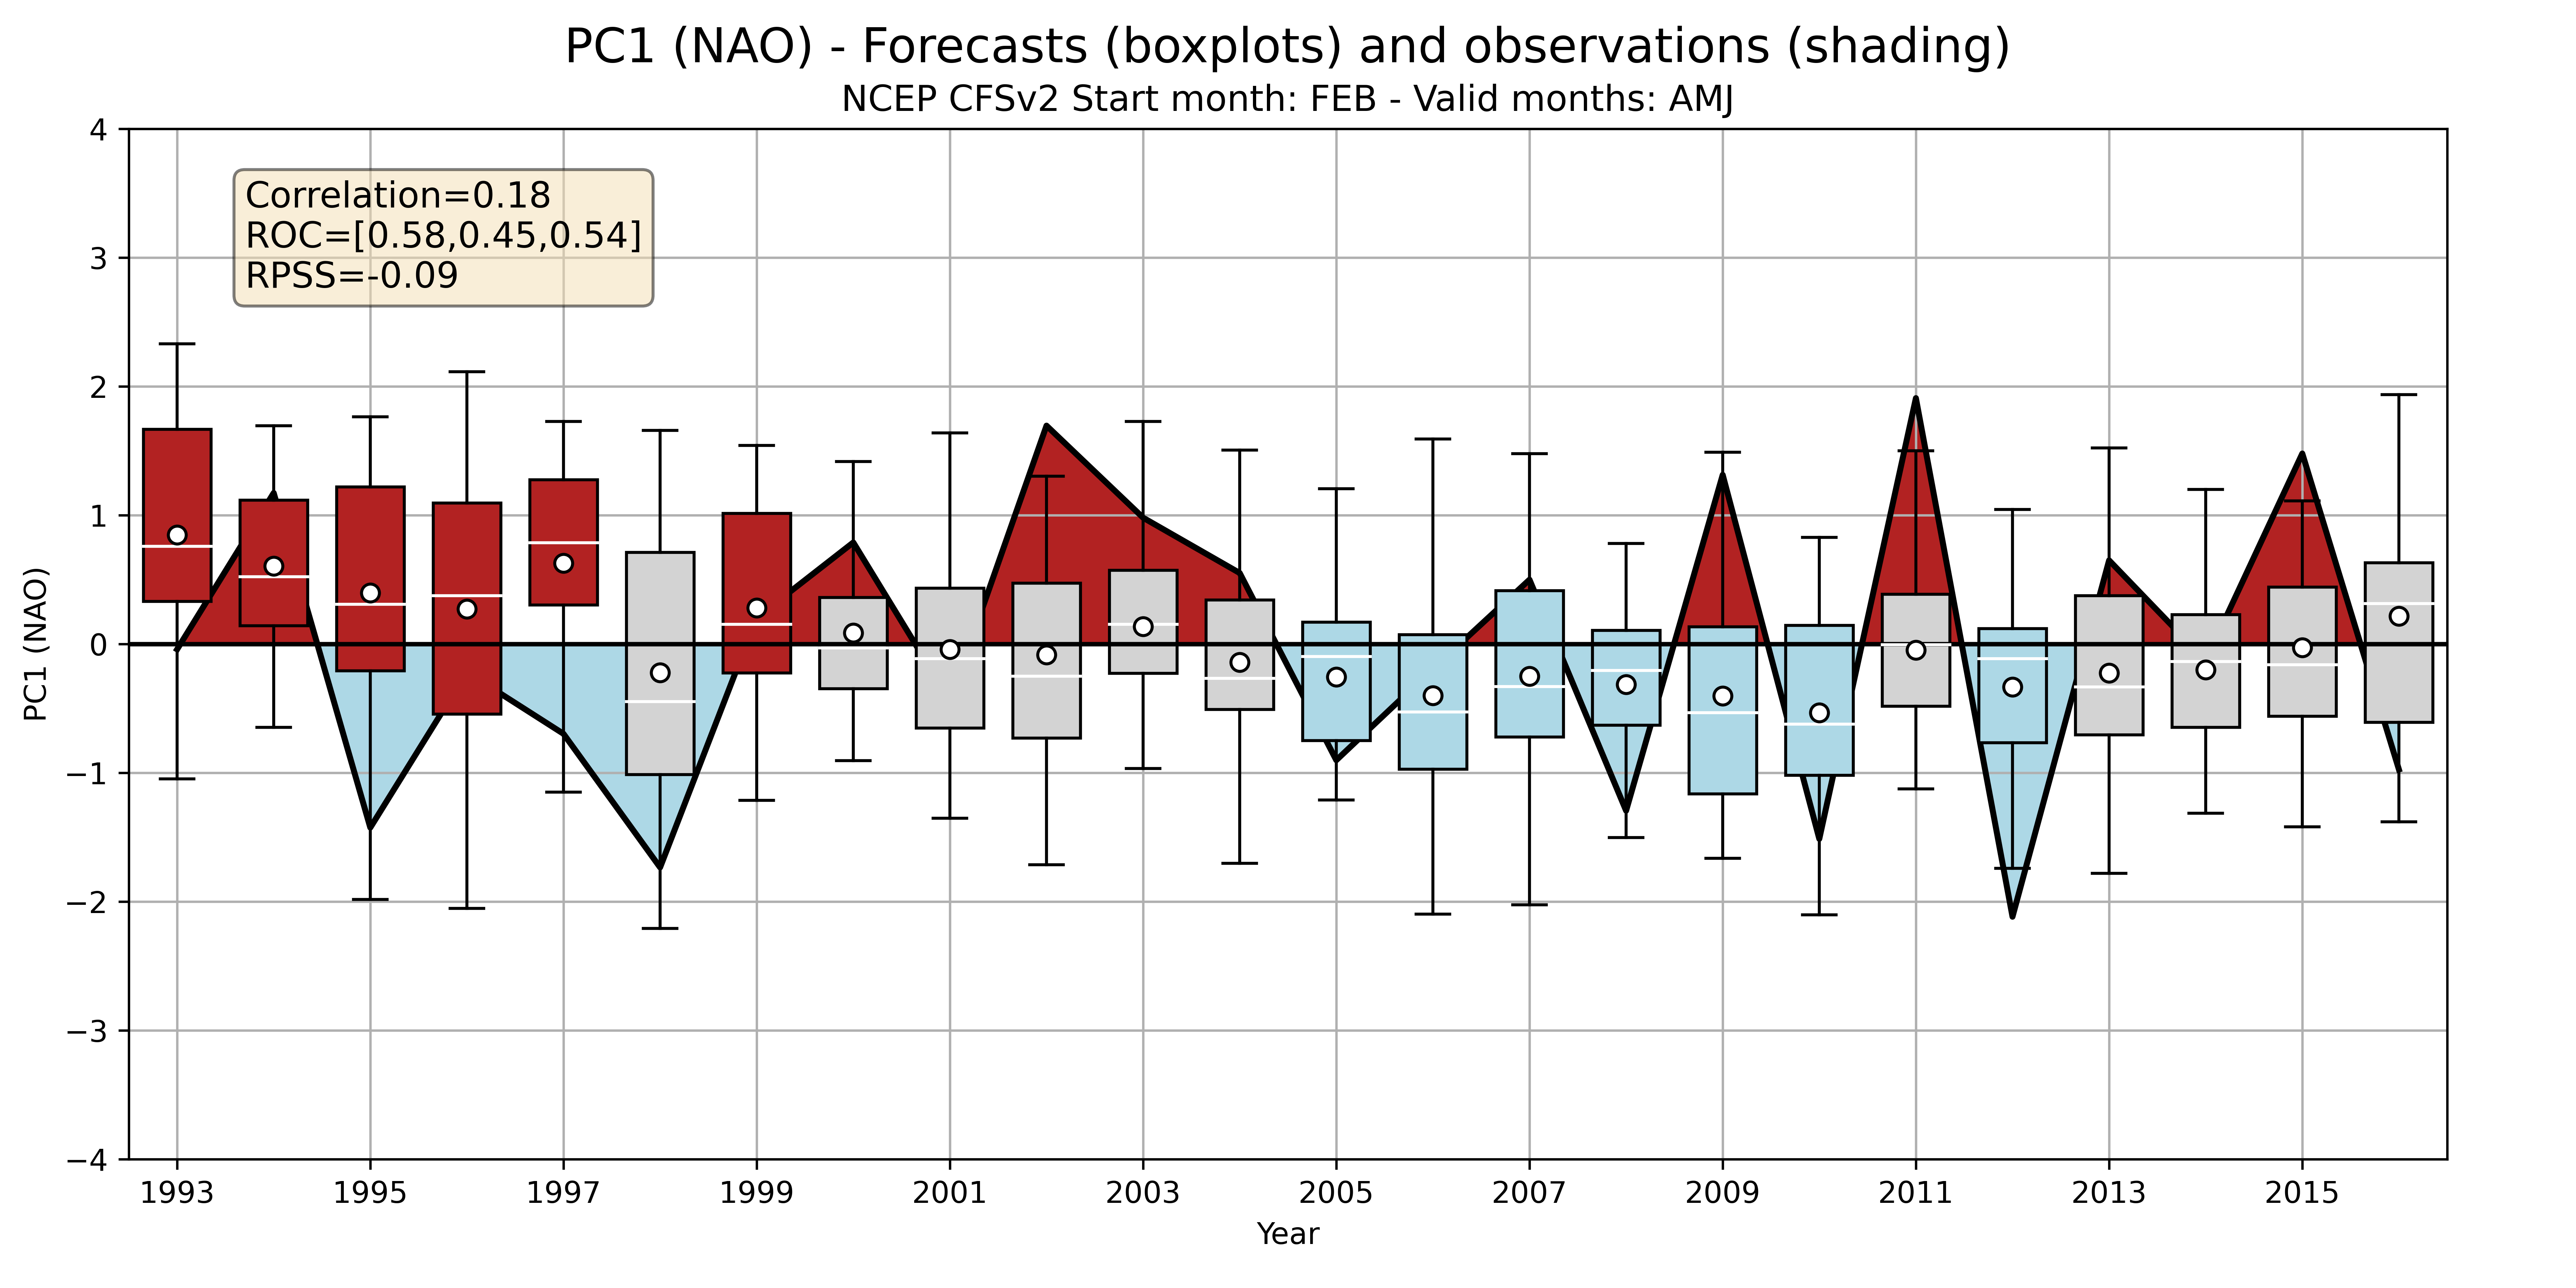 PC1 (NAO) - Forecasts (boxplots) and observations (shading)
NCEP CFSv2 Start month: FEB - Valid months: AMJ
Correlation=0.18
ROC=[0.58,0.45,0.54]
RPSS=-0.09
PC1 (NAO)
4
3
2
1
0
−1
−2
−3
−4
1993 1995 1997 1999 2001 2003 2005 2007 2009 2011 2013 2015
Year